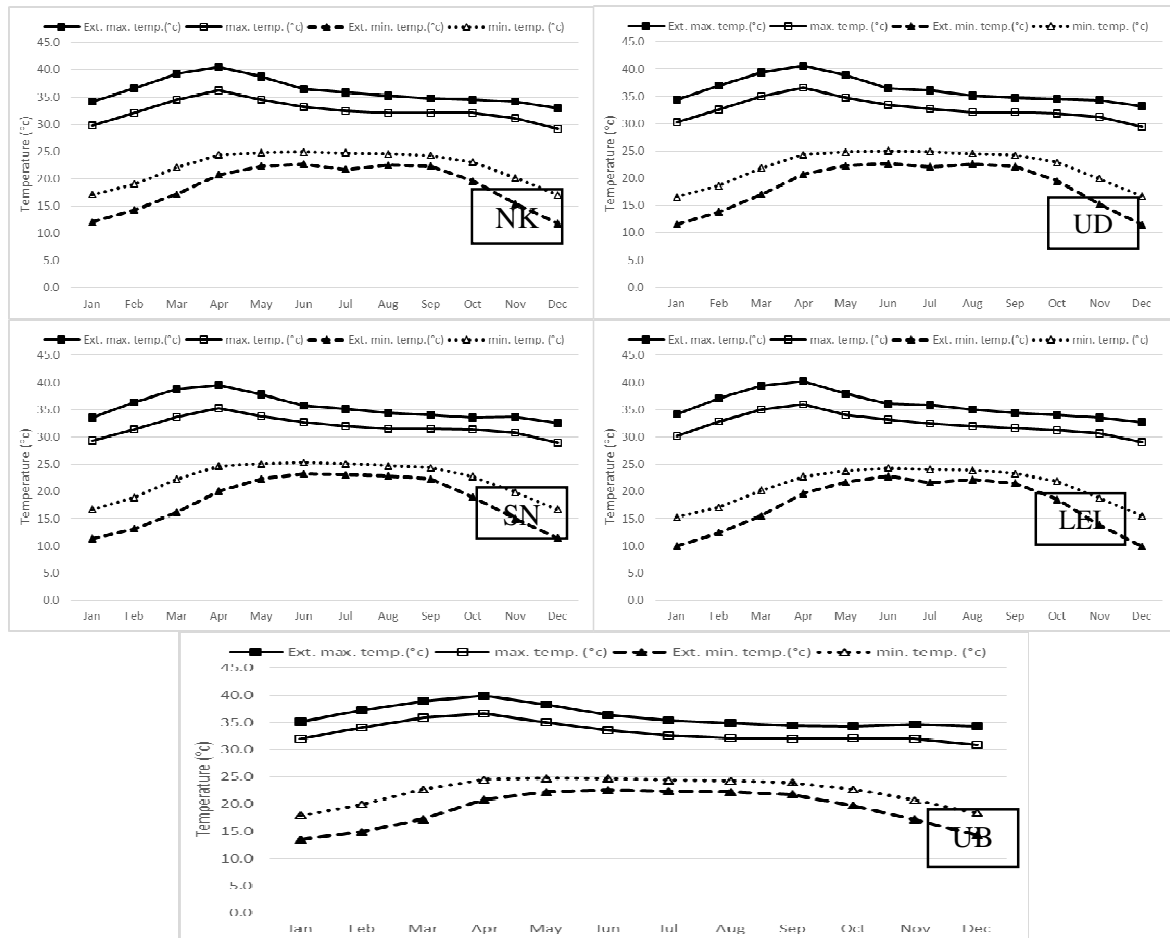 Ext. max. temp.(°c) max. temp.(°c) Ext. min. temp.(°c) min. temp.(°c)
45.0
40.0
35.0
30.0
25.0
20.0
15.0
10.0
5.0
0.0
Temperature (°c)
Jan Feb Mar Apr May Jun Jul Aug Sep Oct Nov Dec
NK
Ext. max. temp.(°c) max. temp.(°c) Ext. min. temp.(°c) min. temp.(°c)
45.0
40.0
35.0
30.0
25.0
20.0
15.0
10.0
5.0
0.0
Temperature (°c)
Jan Feb Mar Apr May Jun Jul Aug Sep Oct Nov Dec
UD
Ext. max. temp.(°c) max. temp.(°c) Ext. min. temp.(°c) min. temp.(°c)
45.0
40.0
35.0
30.0
25.0
20.0
15.0
10.0
5.0
0.0
Temperature (°c)
Jan Feb Mar Apr May Jun Jul Aug Sep Oct Nov Dec
SN
Ext. max. temp.(°c) max. temp.(°c) Ext. min. temp.(°c) min. temp.(°c)
45.0
40.0
35.0
30.0
25.0
20.0
15.0
10.0
5.0
0.0
Temperature (°c)
Jan Feb Mar Apr May Jun Jul Aug Sep Oct Nov Dec
Ext. max. temp.(°c) max. temp. (°c) Ext. min. temp.(°c) min. temp.(°c)
45.0
40.0
35.0
30.0
25.0
20.0
15.0
10.0
5.0
0.0
Temperature (°c)
Jan Feb Mar Apr May Jun Jul Aug Sep Oct Nov Dec
UB